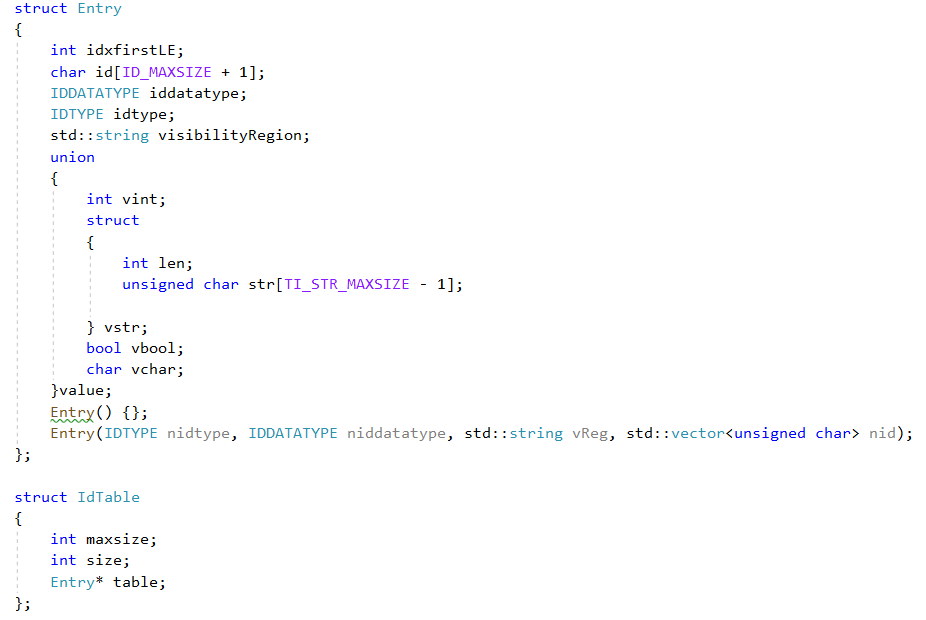 struct Entry
{
    int idxfirstLE;
    char id[ID_MAXSIZE + 1];
    IDDATATYPE iddatatype;
    IDTYPE idtype;
    std::string visibilityRegion;
    union
    {
        int vint;
        struct
        {
            int len;
            unsigned char str[TI_STR_MAXSIZE - 1];

        } vstr;
        bool vbool;
        char vchar;
    }value;
    Entry() {};
    Entry(IDTYPE nidtype, IDDATATYPE niddatatype, std::string vReg, std::vector<unsigned char> nid);
};

struct IdTable
{
    int maxsize;
    int size;
    Entry* table;
};